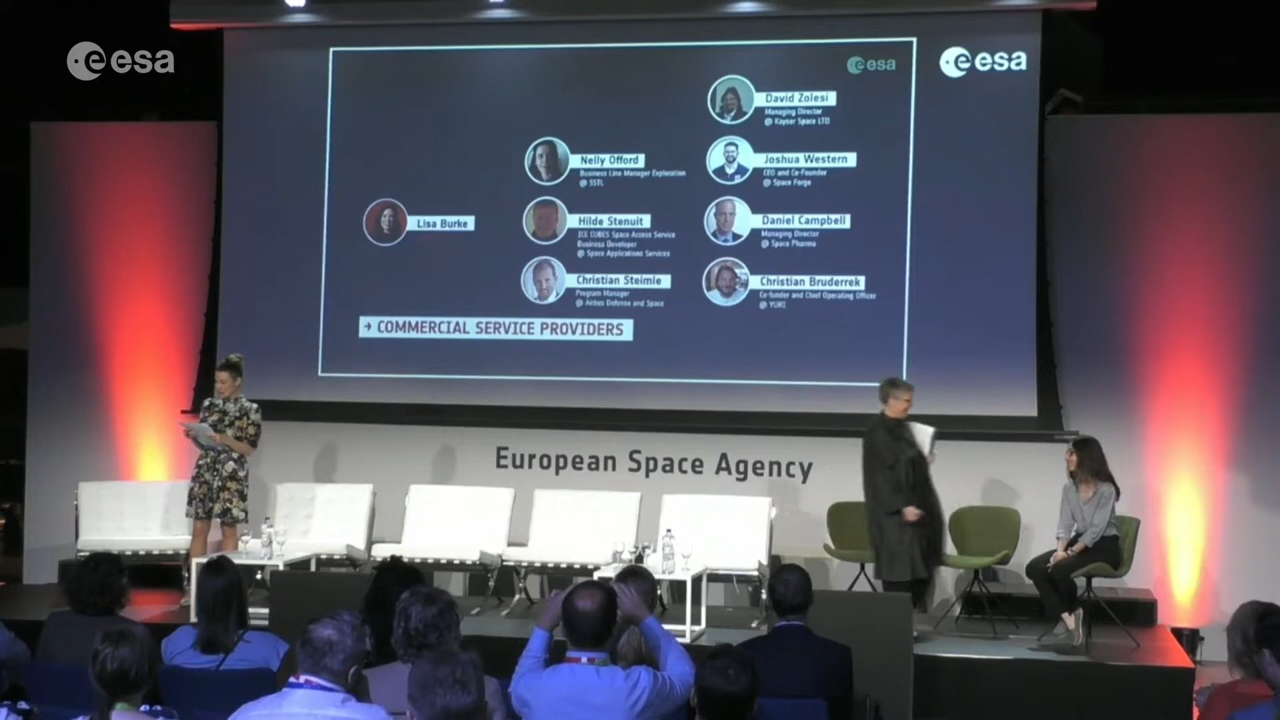 esa
esa
esa
David Zolesi
Managing Director
@ Kayser Space LTD
Nelly Offord
Business Line Manager Exploration
@ SSTL
Joshua Western
CEO and Co-Founder
@ Space Forge
Lisa Burke
Hilde Stenuit
ICE CUBES Space Access Service
Business Developer
@ Space Applications Services
Daniel Campbell
Managing Director
@ Space Pharma
Christian Steimle
Program Manager
@ Airbus Defense and Space
Christian Bruderrek
Co-founder and Chief Operating Officer
@ YURI
→ COMMERCIAL SERVICE PROVIDERS
European Space Agency